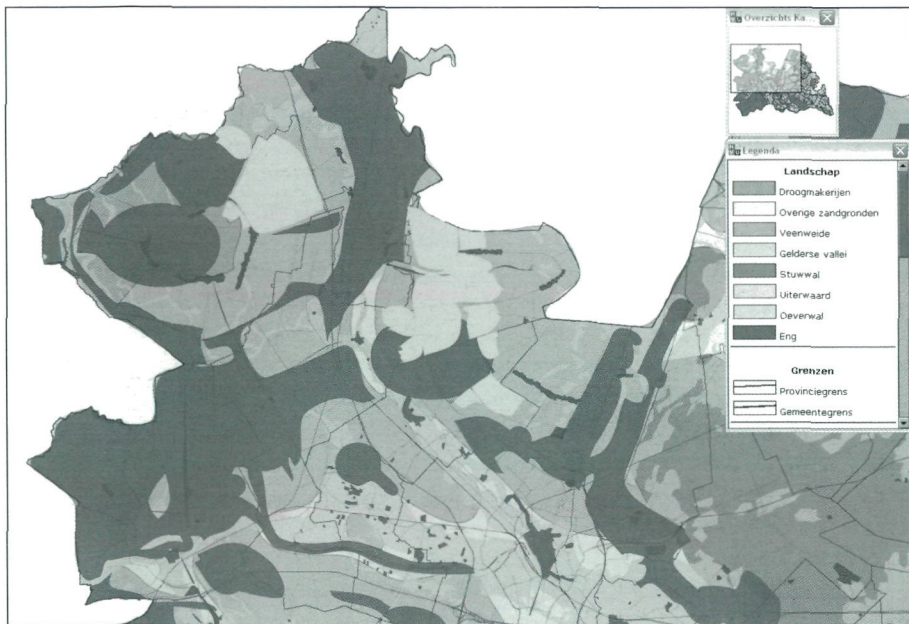 Overzichts Ka...
Legenda
Landschap
Droogmakerijen
Overige zandgronden
Veenweide
Gelderse vallei
Stuwwal
Uiterwaard
Oeverwal
Eng
Grenzen
Provinciegrens
Gemeentegrens